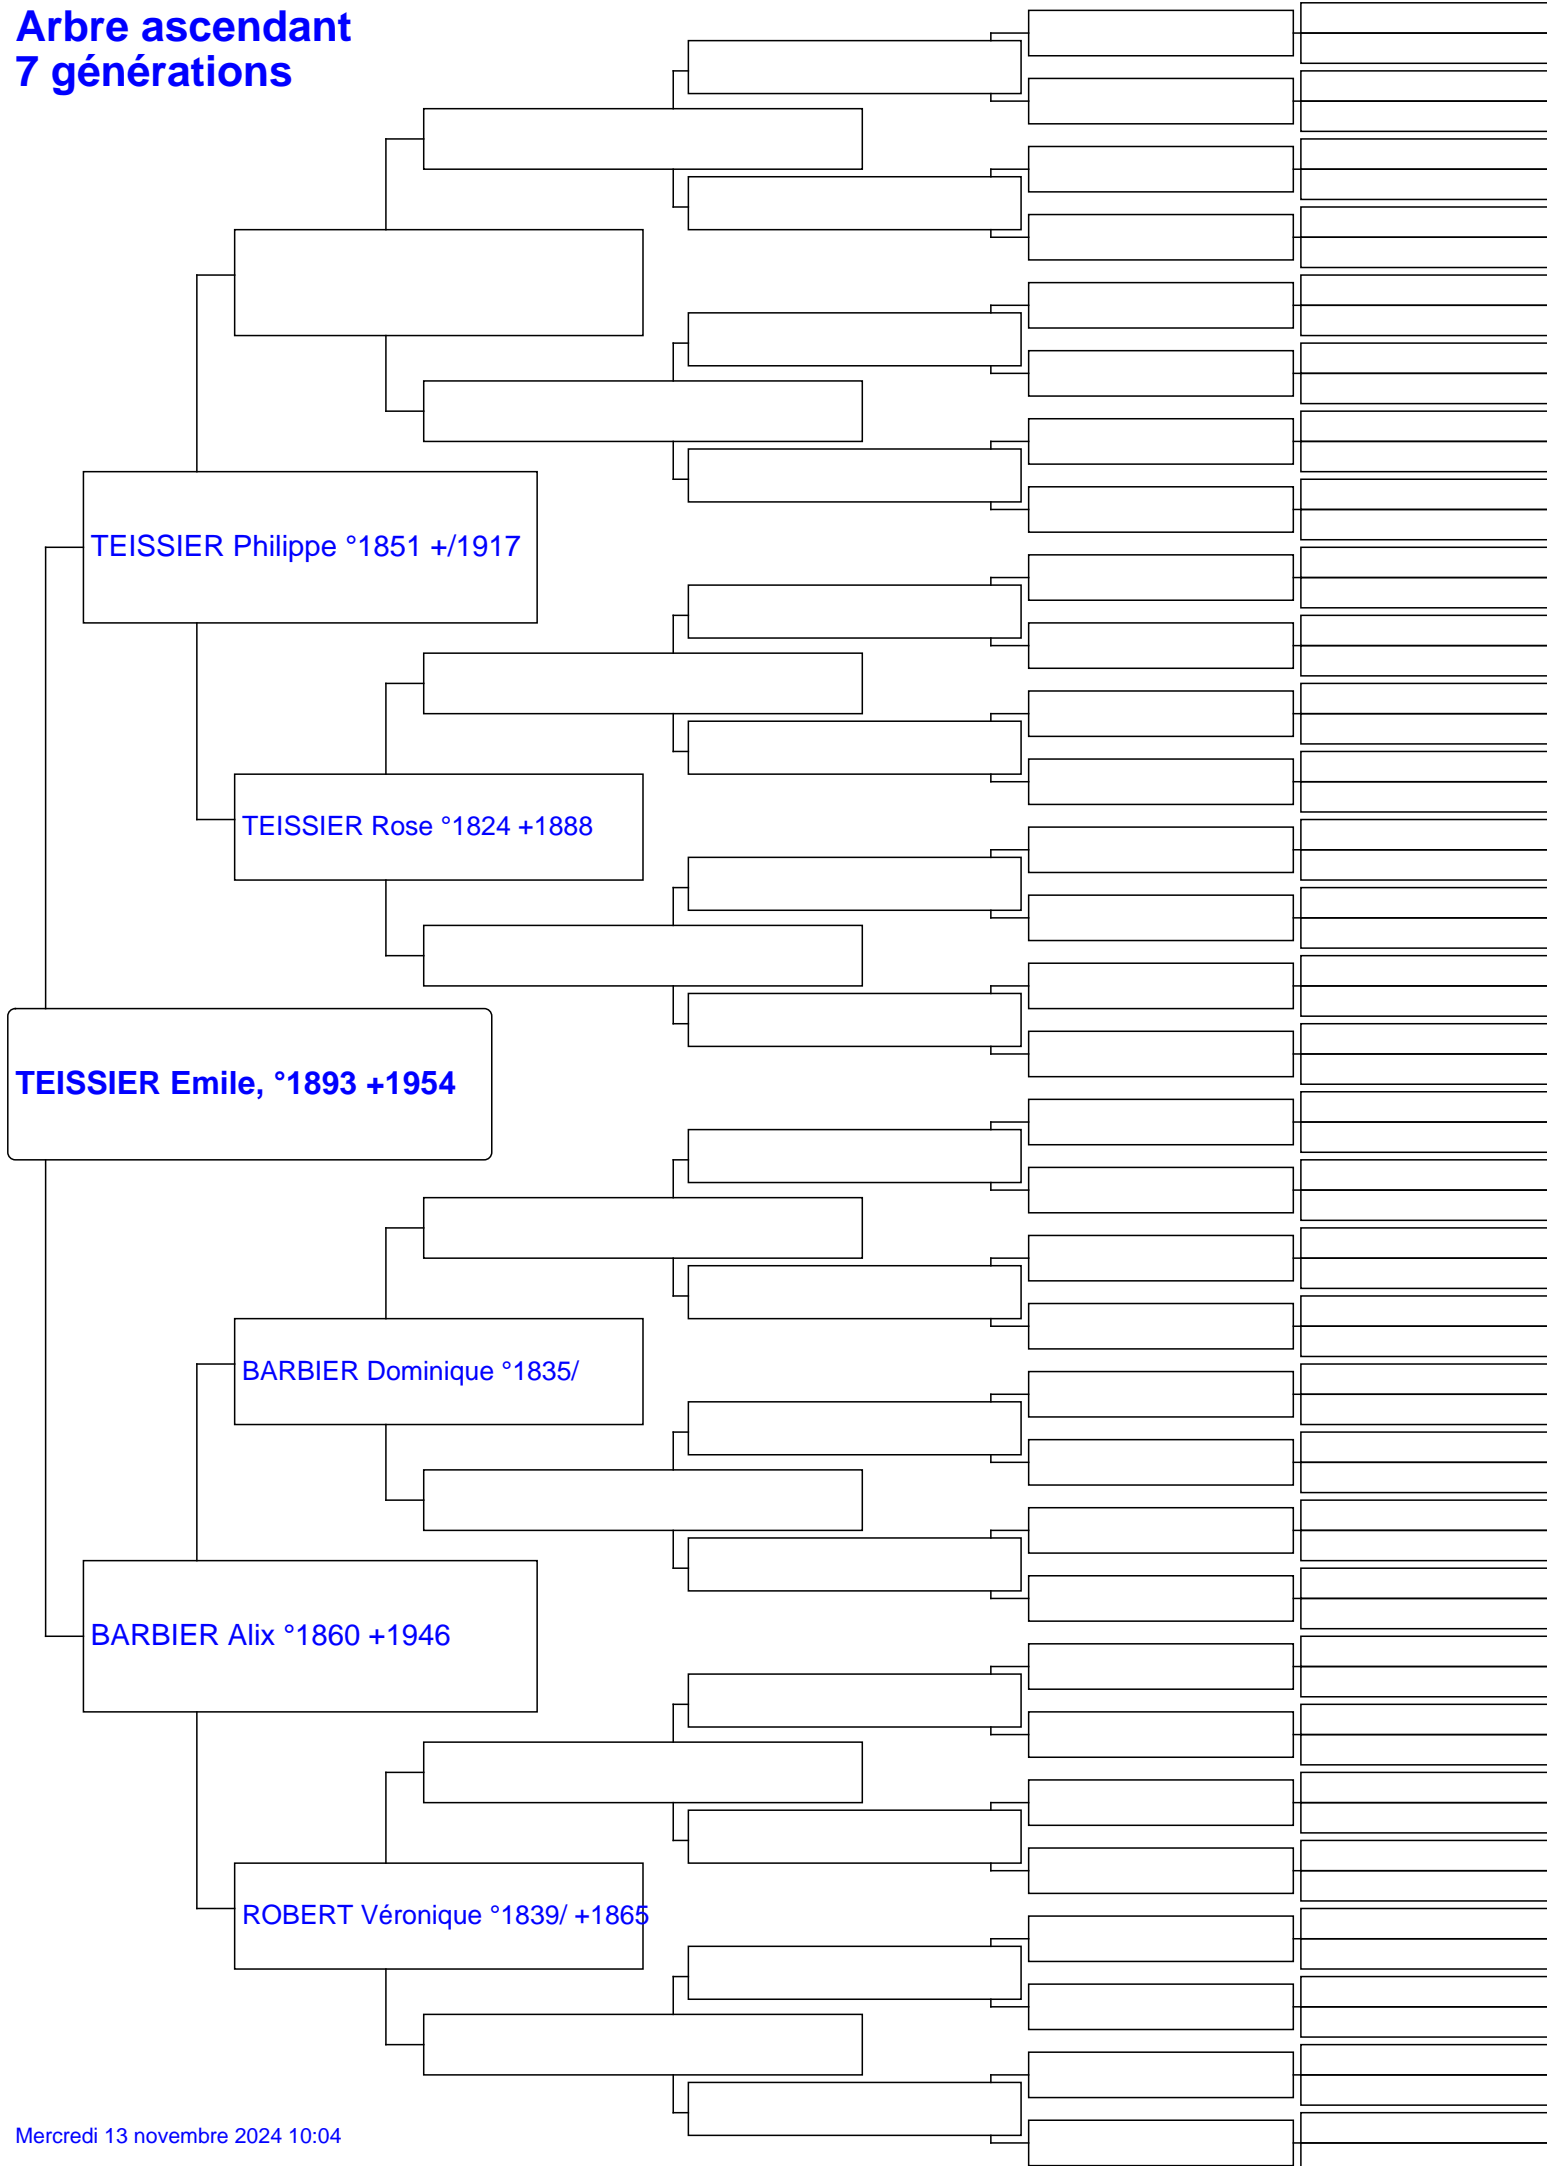 Arbre ascendant
7 générations
TEISSIER Philippe °1851 +/1917
TEISSIER Rose °1824 +1888
TEISSIER Emile, °1893 +1954
BARBIER Dominique °1835/
BARBIER Alix °1860 +1946
ROBERT Véronique °1839/ +1865
Mercredi 13 novembre 2024 10:04